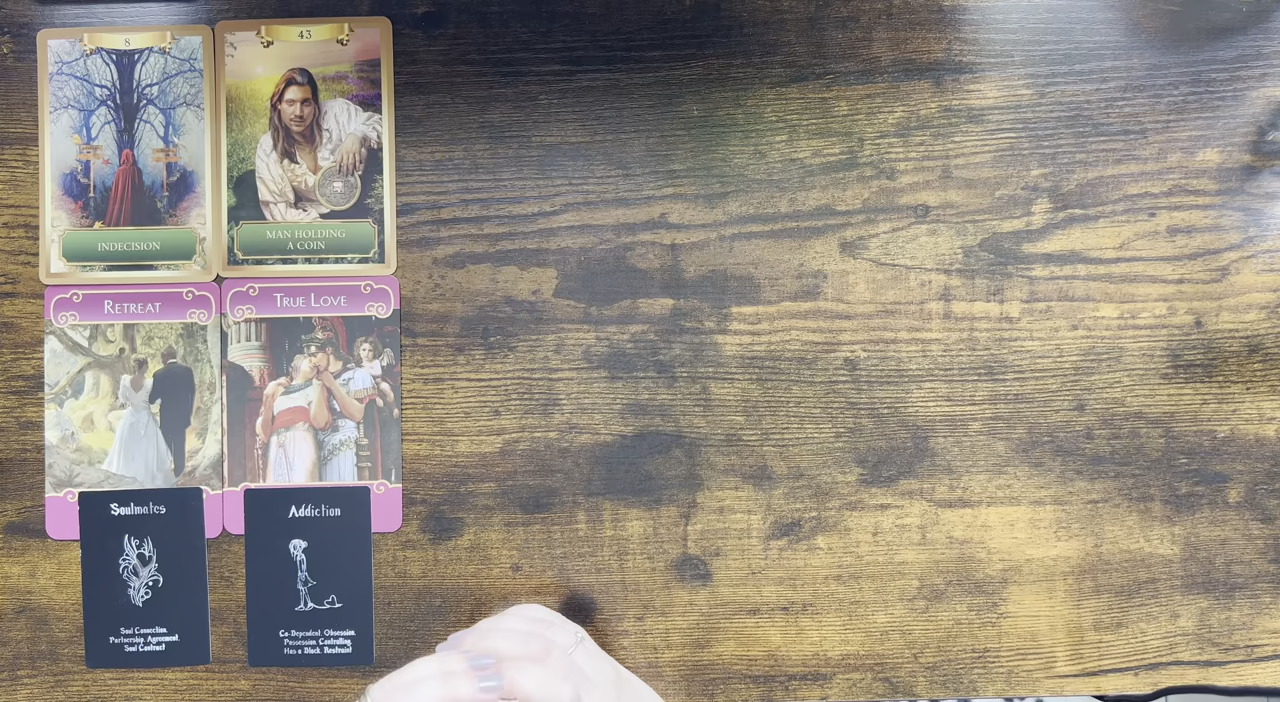 8
INDECISION
43
MAN HOLDING
A COIN
RETREAT
TRUE LOVE
Soulmates
Soul Connection.
Partnership. Agreement.
Soul Contract
Addiction
Co-Dependent. Obsession.
Possession. Controlling.
Has a Block. Restraint